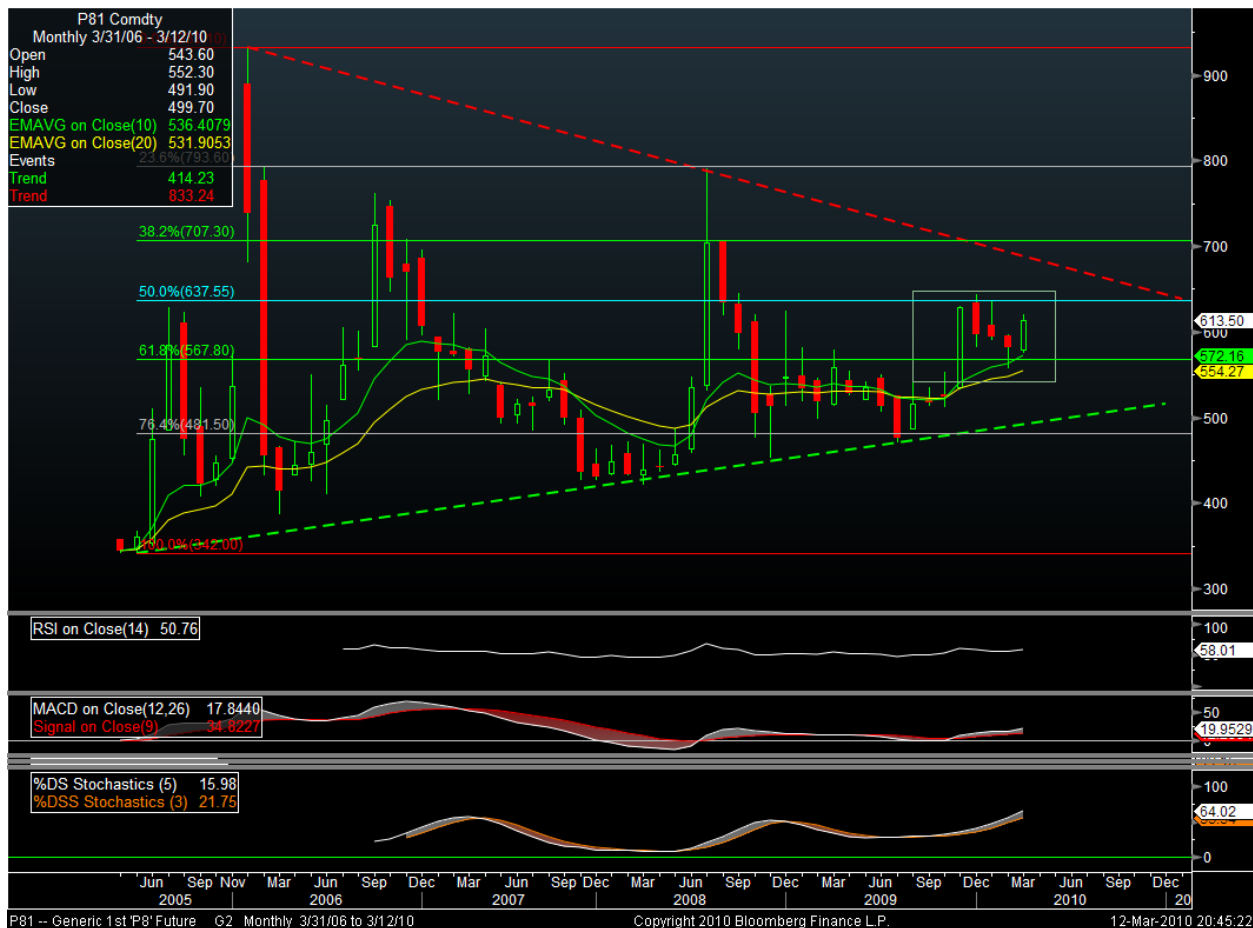 P81 Comdty
Monthly 3/31/06 - 3/12/10
Open 543.60
High 552.30
Low 491.90
Close 499.70
EMAVG on Close(10) 536.4079
EMAVG on Close(20) 531.9053
Events
23.6%(793.60)
Trend 414.23
Trend 833.24
38.2%(707.30)
50.0%(637.55)
61.8%(567.80)
76.4%(481.50)
100.0%(342.00)
900
800
700
613.50
600
572.16
554.27
500
400
300
RSI on Close(14) 50.76
100
58.01
MACD on Close(12,26) 17.8440
Signal on Close(9) 34.8227
50
19.9529
0
%DS Stochastics (5) 15.98
%DSS Stochastics (3) 21.75
100
64.02
0
Jun Sep Nov Mar Jun Sep Dec Mar Jun Sep Dec Mar Jun Sep Dec Mar Jun Sep Dec Mar Jun Sep Dec
2005 2006 2007 2008 2009 2010 20
P81 -- Generic 1st 'P8' Future G2 Monthly 3/31/06 to 3/12/10 Copyright 2010 Bloomberg Finance L.P. 12-Mar-2010 20:45:22